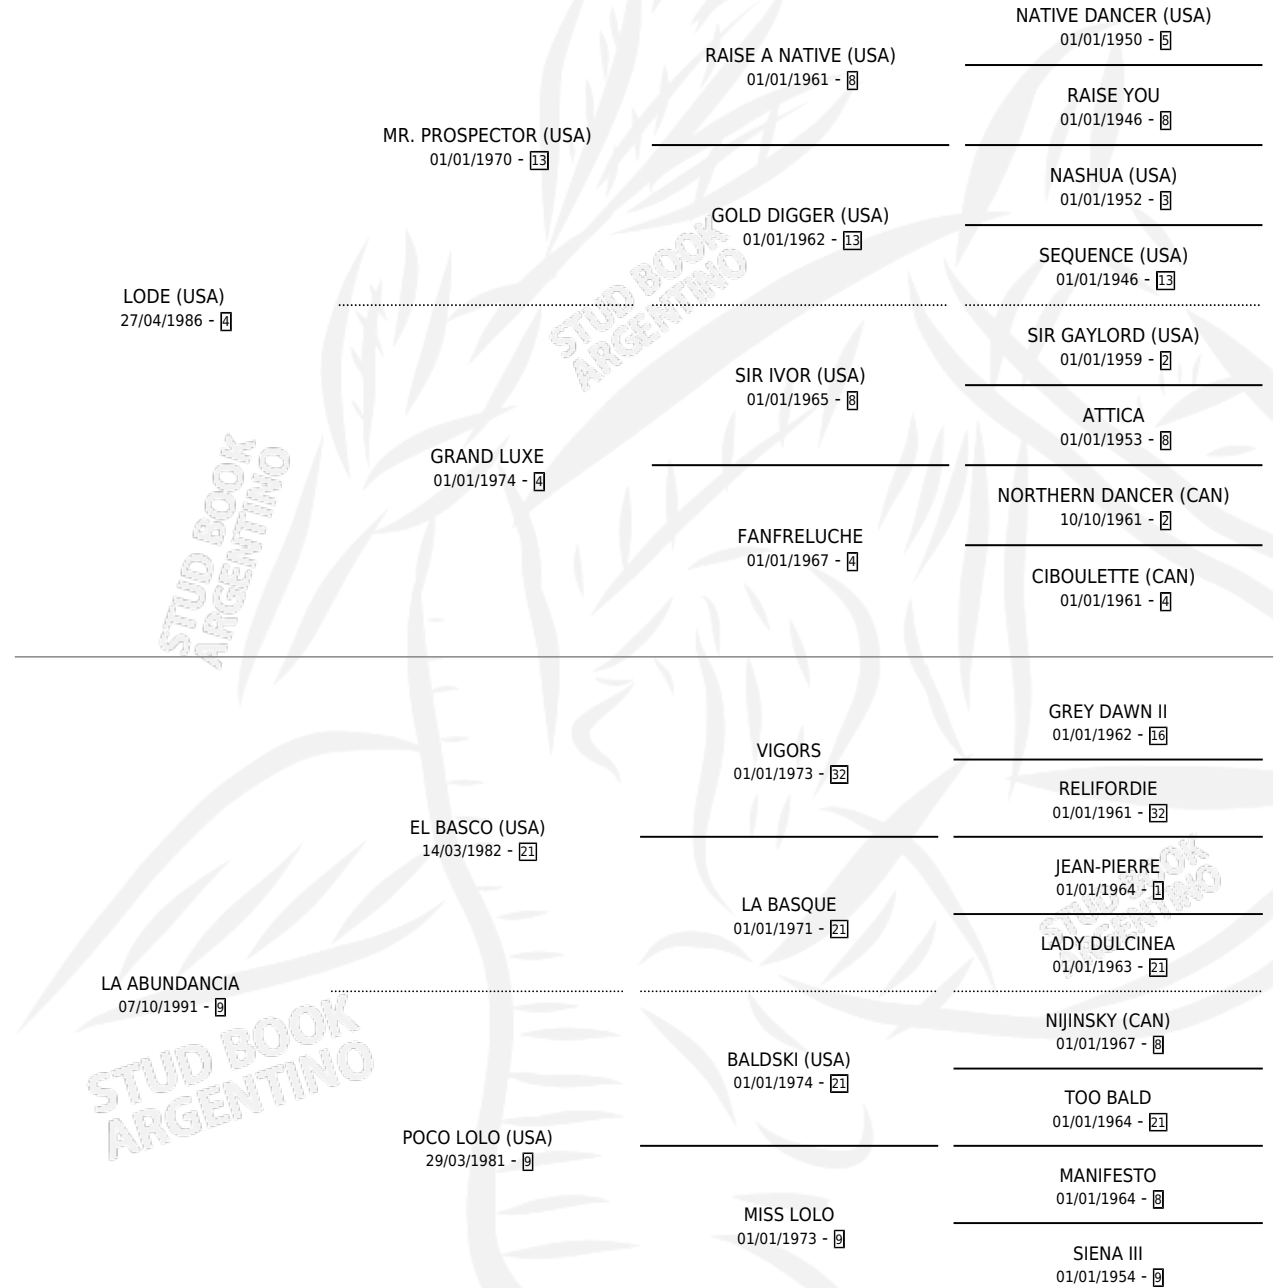 NATIVE DANCER (USA)
01/01/1950 - 5
RAISE A NATIVE (USA)
01/01/1961 - 8
RAISE YOU
01/01/1946 - 8
MR. PROSPECTOR (USA)
01/01/1970 - 13
NASHUA (USA)
01/01/1952 - 3
GOLD DIGGER (USA)
01/01/1962 - 13
SEQUENCE (USA)
01/01/1946 - 13
LODE (USA)
27/04/1986 - 4
STUD BOOK
ARGENTINO
SIR GAYLORD (USA)
01/01/1959 - 2
SIR IVOR (USA)
01/01/1965 - 8
ATTICA
01/01/1953 - 8
GRAND LUXE
01/01/1974 - 4
NORTHERN DANCER (CAN)
10/10/1961 - 2
FANFRELUCHE
01/01/1967 - 4
CIBOULETTE (CAN)
01/01/1961 - 4
STUD BOOK
ARGENTINO
GREY DAWN II
01/01/1962 - 16
VIGORS
01/01/1973 - 32
RELIFORDIE
01/01/1961 - 32
EL BASCO (USA)
14/03/1982 - 21
JEAN-PIERRE
01/01/1964 - 1
LA BASQUE
01/01/1971 - 21
LADY DULCINEA
01/01/1963 - 21
STUD BOOK
ARGENTINO
LA ABUNDANCIA
07/10/1991 - 9
NIJINSKY (CAN)
01/01/1967 - 8
BALDSKI (USA)
01/01/1974 - 21
TOO BALD
01/01/1964 - 21
STUD BOOK
ARGENTINO
POCO LOLO (USA)
29/03/1981 - 9
MANIFESTO
01/01/1964 - 8
MISS LOLO
01/01/1973 - 9
SIENA III
01/01/1954 - 9